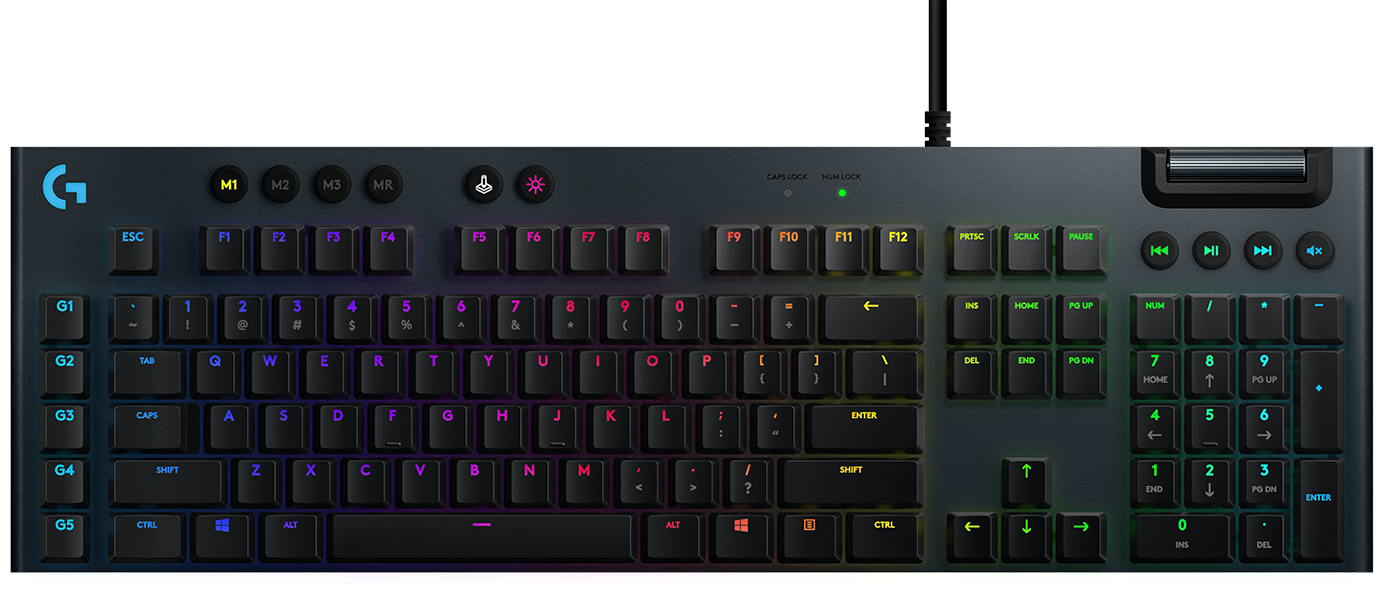 M1 M2 M3 MR
CAPS LOCK NUM LOCK
ESC F1 F2 F3 F4 F5 F6 F7 F8 F9 F10 F11 F12 PRTSC SCRLK PAUSE
G1 ` ~ 1 ! 2 @ 3 # 4 $ 5 % 6 ^ 7 & 8 * 9 ( 0 ) - _ = + ← INS HOME PG UP NUM / * -
G2 TAB Q W E R T Y U I O P [ { ] } \ | DEL END PG DN 7 HOME 8 ↑ 9 PG UP +
G3 CAPS A S D F G H J K L ; : ' " ENTER 4 ← 5 6 →
G4 SHIFT Z X C V B N M , < . > / ? SHIFT ↑ 1 END 2 ↓ 3 PG DN ENTER
G5 CTRL ALT ALT CTRL ← ↓ → 0 INS . DEL